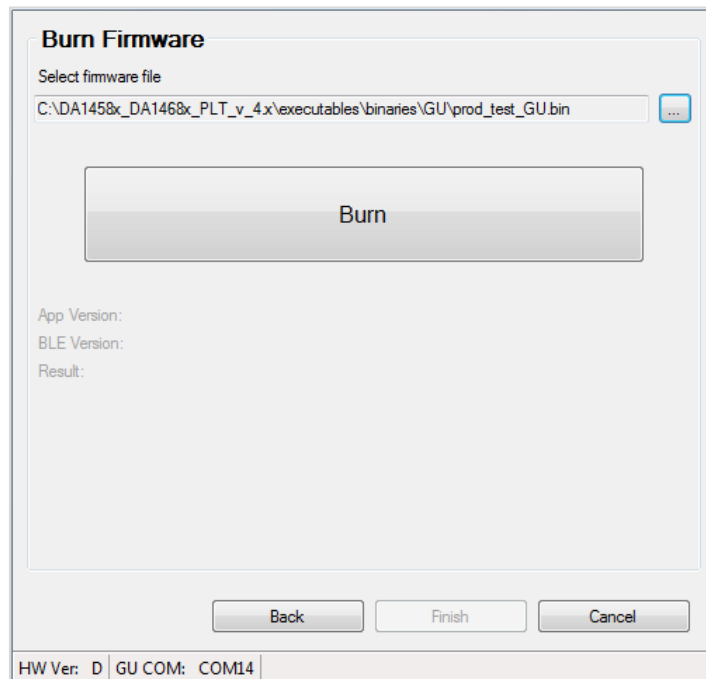 Burn Firmware
Select firmware file
C:\DA1458x_DA1468x_PLT_v_4.x\executables\binaries\GU\prod_test_GU.bin ...
Burn
App Version:
BLE Version:
Result:
Back Finish Cancel
HW Ver: D GU COM: COM14